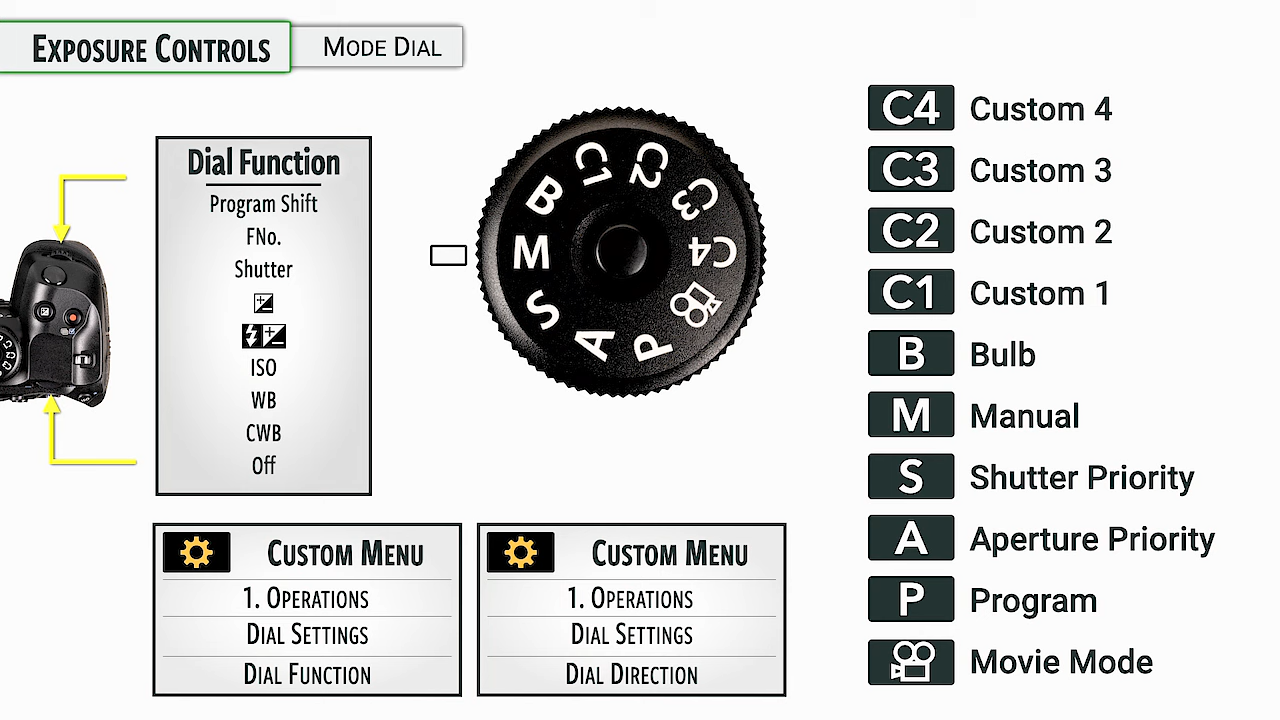 EXPOSURE CONTROLS
MODE DIAL
Dial Function
Program Shift
FNo.
Shutter
ISO
WB
CWB
Off
C1
C2
C3
C4
B
M
S
A
P
C4 Custom 4
C3 Custom 3
C2 Custom 2
C1 Custom 1
B Bulb
M Manual
S Shutter Priority
A Aperture Priority
P Program
Movie Mode
CUSTOM MENU
1. OPERATIONS
DIAL SETTINGS
DIAL FUNCTION
CUSTOM MENU
1. OPERATIONS
DIAL SETTINGS
DIAL DIRECTION